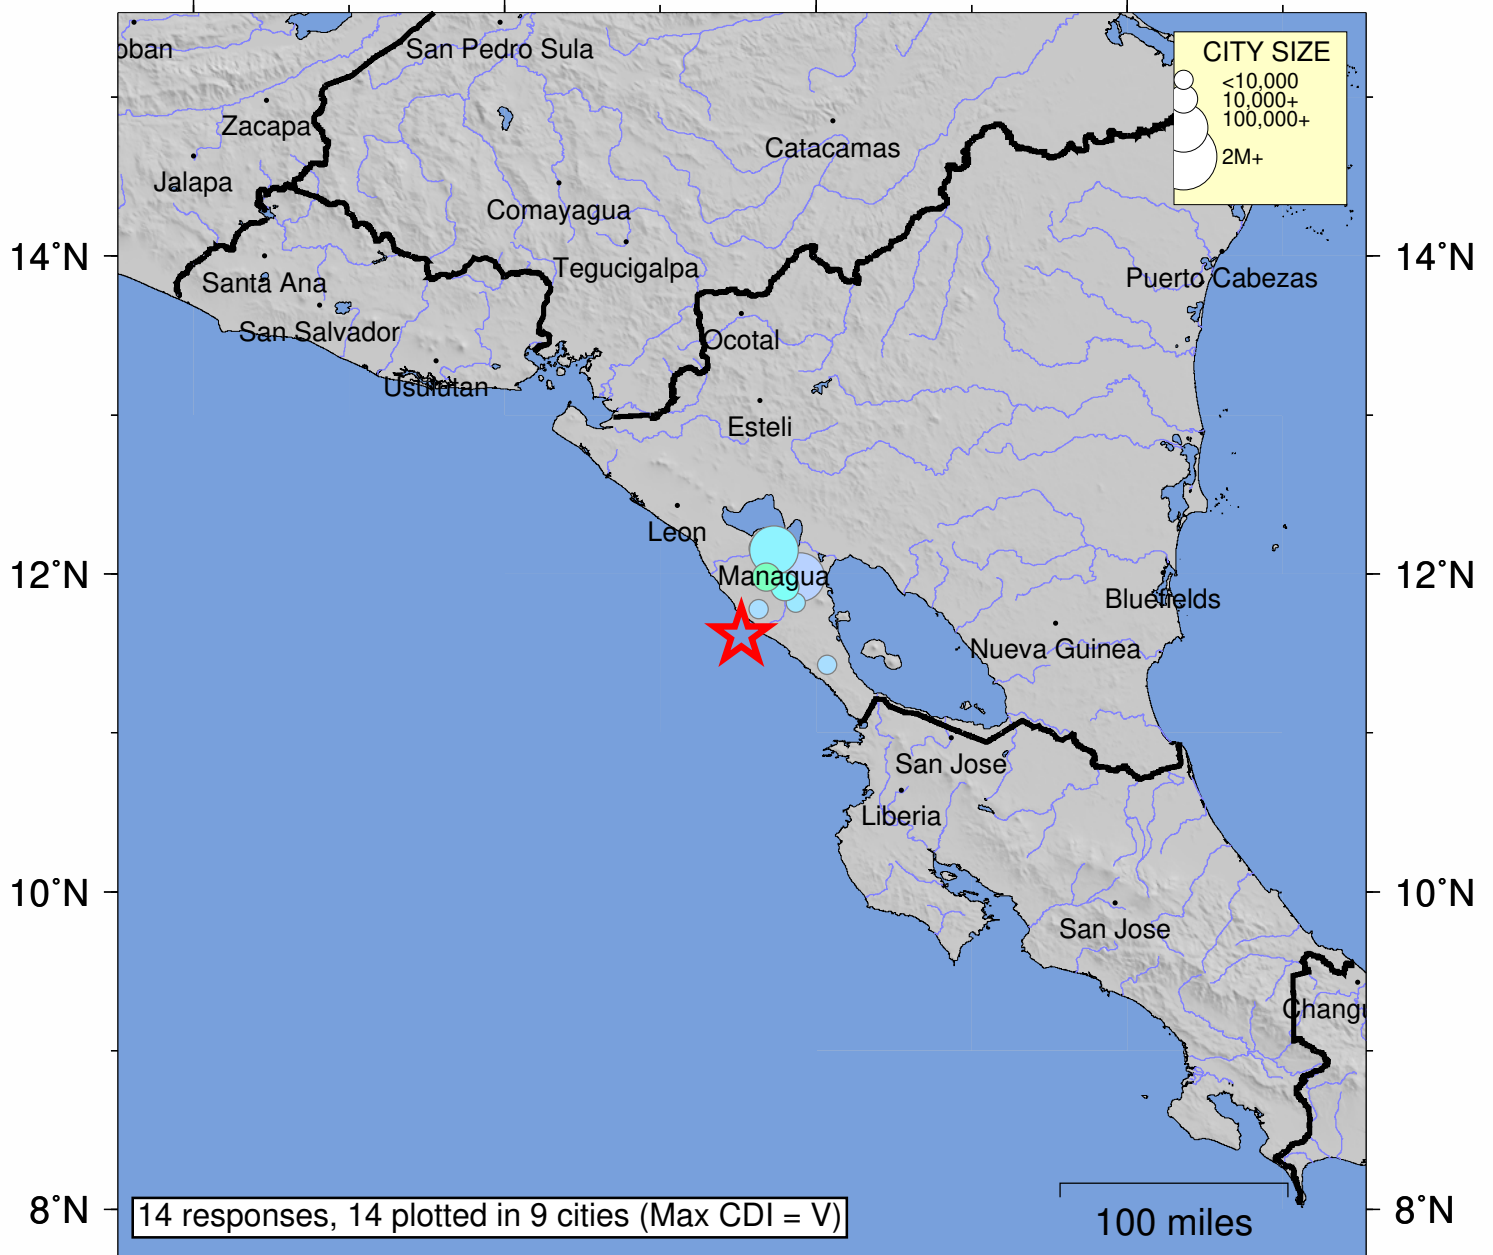 oban
San Pedro Sula
CITY SIZE
<10,000
10,000+
100,000+
2M+
Zacapa
Catacamas
Jalapa
Comayagua
14°N
Santa Ana
Tegucigalpa
Puerto Cabezas
14°N
San Salvador
Ocotal
Usulutan
Esteli
Leon
12°N
Managua
12°N
Bluefields
Nueva Guinea
San Jose
Liberia
10°N
10°N
San Jose
Changu
8°N
14 responses, 14 plotted in 9 cities (Max CDI = V)
100 miles
8°N